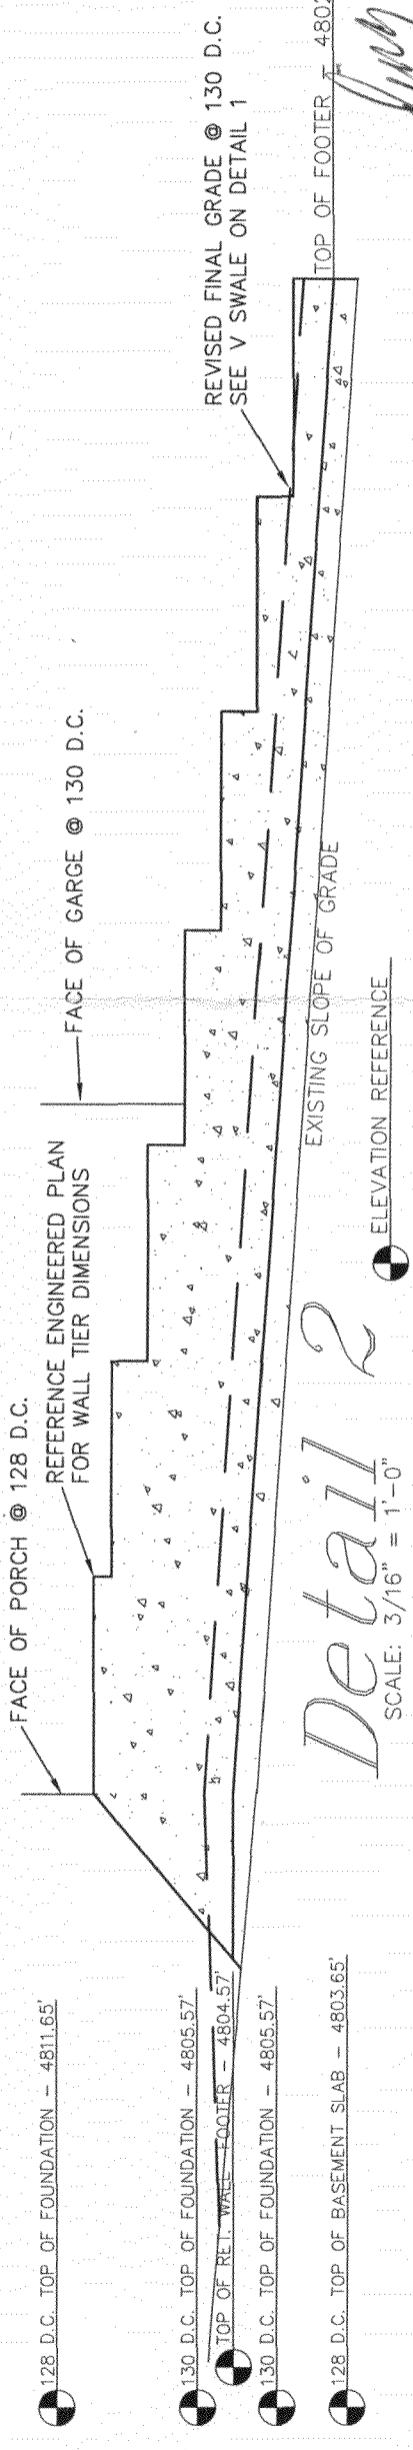 FACE OF PORCH @ 128 D.C.
REFERENCE ENGINEERED PLAN
FOR WALL TIER DIMENSIONS
FACE OF GARGE @ 130 D.C.
REVISED FINAL GRADE @ 130 D.C.
SEE V SWALE ON DETAIL 1
128 D.C. TOP OF FOUNDATION – 4811.65'
130 D.C. TOP OF FOUNDATION – 4805.57'
TOP OF RET. WALL FOOTER – 4804.57'
130 D.C. TOP OF FOUNDATION – 4805.57'
128 D.C. TOP OF BASEMENT SLAB – 4803.65'
TOP OF FOOTER – 4802
EXISTING SLOPE OF GRADE
ELEVATION REFERENCE
Detail 2
SCALE: 3/16" = 1'-0"